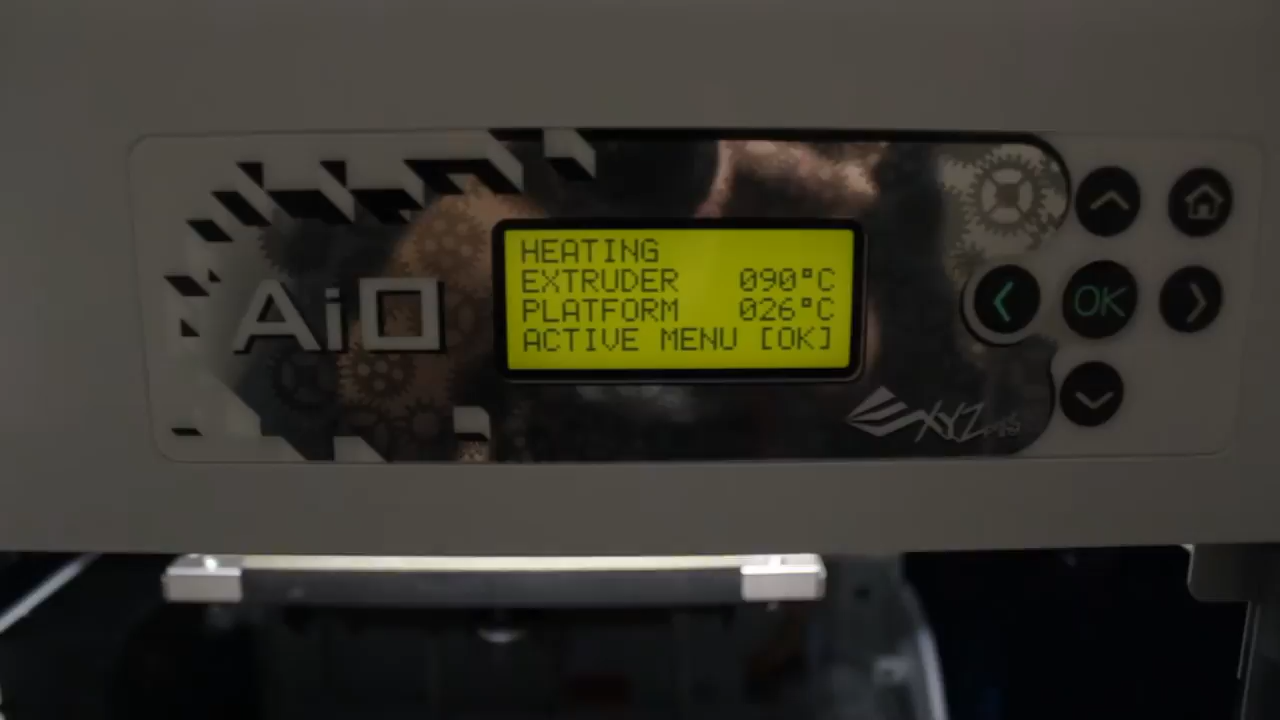 HEATING
EXTRUDER 090°C
PLATFORM 026°C
ACTIVE MENU [OK]
AiO
OK
XYZ